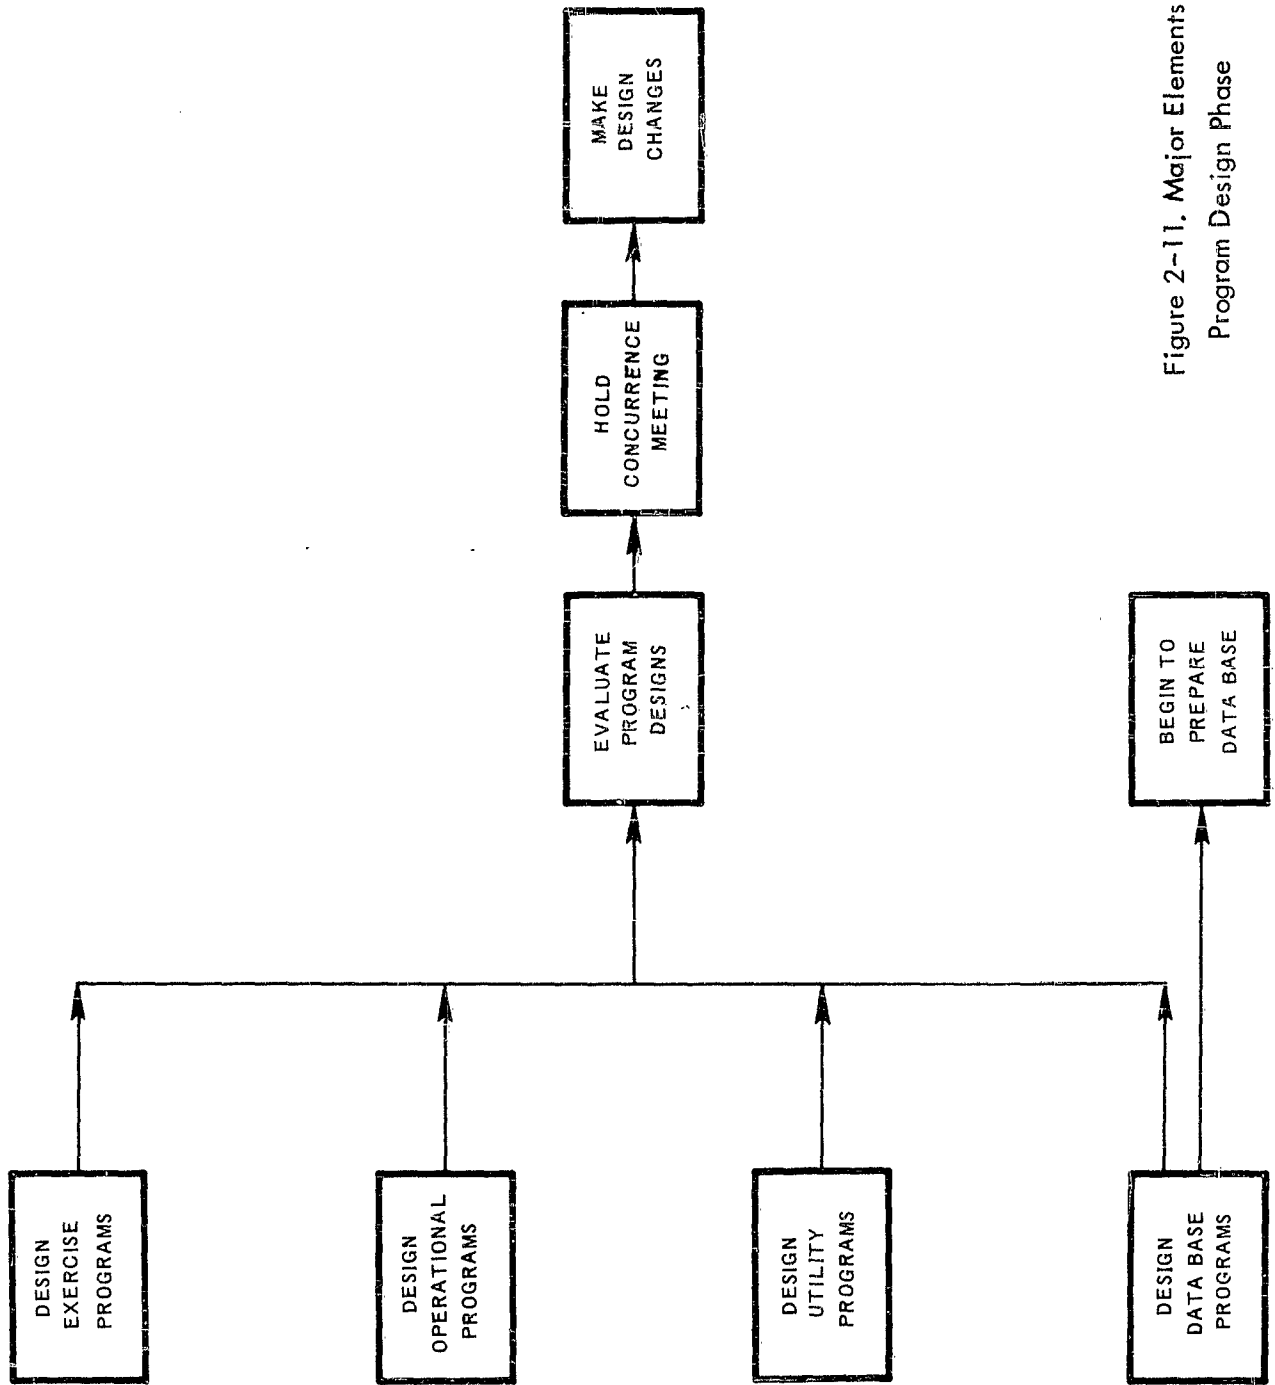 DESIGN
EXERCISE
PROGRAMS
DESIGN
OPERATIONAL
PROGRAMS
DESIGN
UTILITY
PROGRAMS
DESIGN
DATA BASE
PROGRAMS
EVALUATE
PROGRAM
DESIGNS
BEGIN TO
PREPARE
DATA BASE
HOLD
CONCURRENCE
MEETING
MAKE
DESIGN
CHANGES
Figure 2-11. Major Elements
Program Design Phase